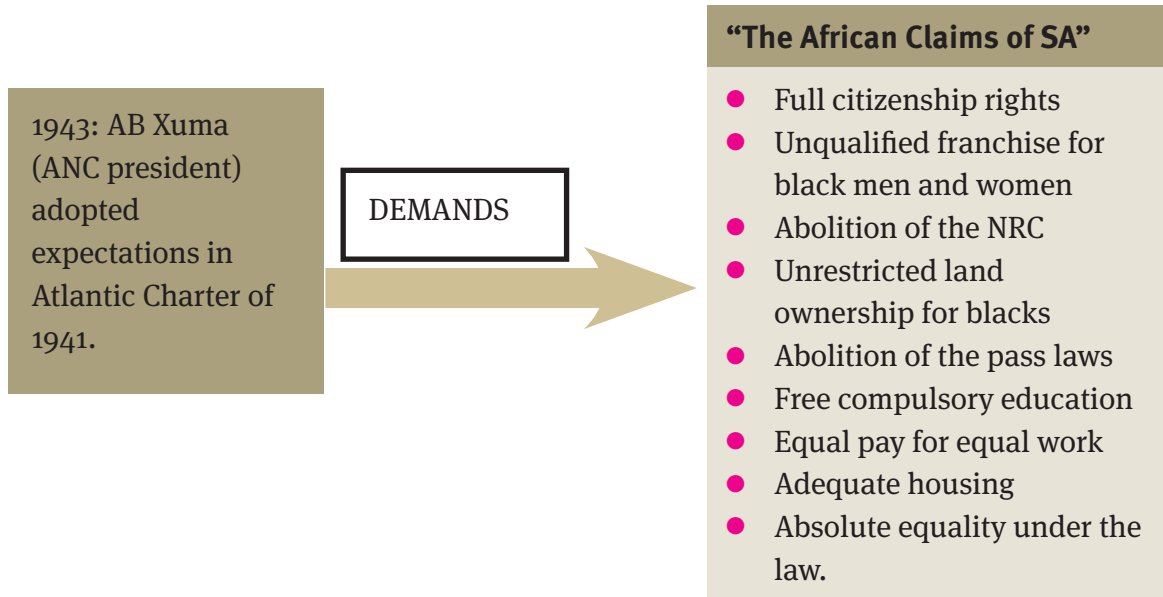 1943: AB Xuma
(ANC president)
adopted
expectations in
Atlantic Charter of
1941.
DEMANDS
“The African Claims of SA”
● Full citizenship rights
● Unqualified franchise for
black men and women
● Abolition of the NRC
● Unrestricted land
ownership for blacks
● Abolition of the pass laws
● Free compulsory education
● Equal pay for equal work
● Adequate housing
● Absolute equality under the
law.